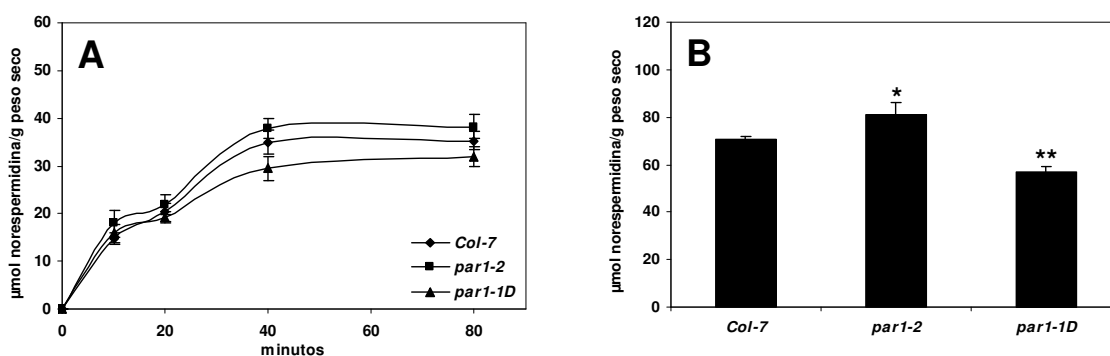 A
µmol norespermidina/g peso seco
60
50
40
30
20
10
0
0 20 40 60 80
minutos
Col-7
par1-2
par1-1D
B
µmol norespermidina/g peso seco
120
100
80
60
40
20
0
*
**
Col-7 par1-2 par1-1D